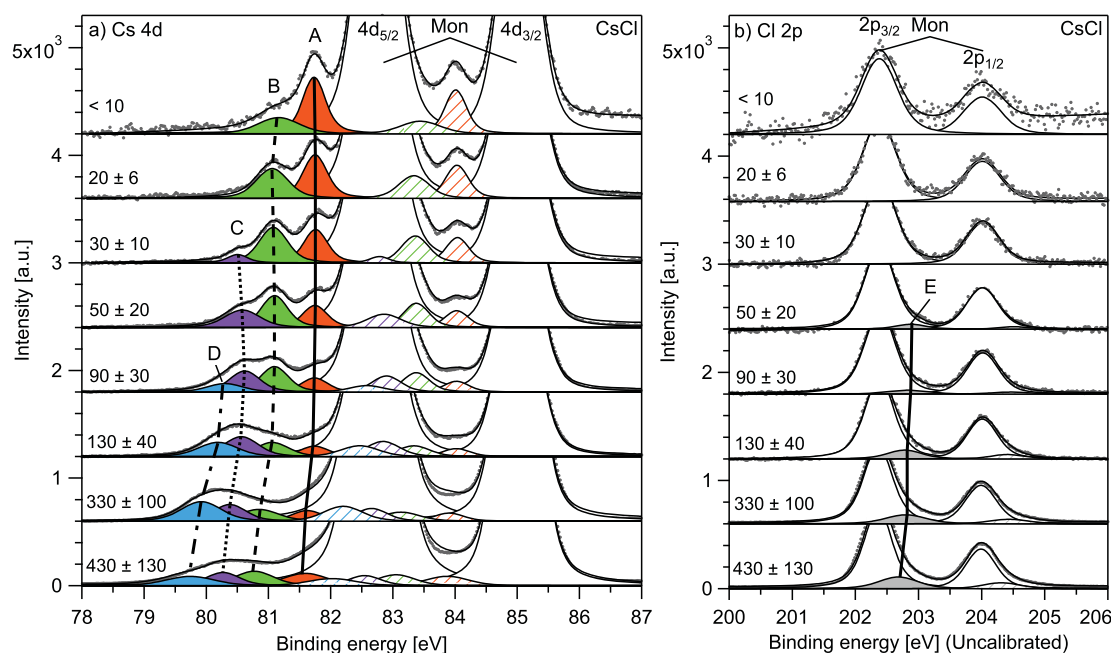 a) Cs 4d
4d5/2
Mon
4d3/2
CsCl
A
B
C
D
< 10
20 ± 6
30 ± 10
50 ± 20
90 ± 30
130 ± 40
330 ± 100
430 ± 130
5x10³
4
3
2
1
0
Intensity [a.u.]
78 79 80 81 82 83 84 85 86 87
Binding energy [eV]
b) Cl 2p
2p3/2
Mon
CsCl
2p1/2
E
< 10
20 ± 6
30 ± 10
50 ± 20
90 ± 30
130 ± 40
330 ± 100
430 ± 130
5x10³
4
3
2
1
0
Intensity [a.u.]
200 201 202 203 204 205 206
Binding energy [eV] (Uncalibrated)